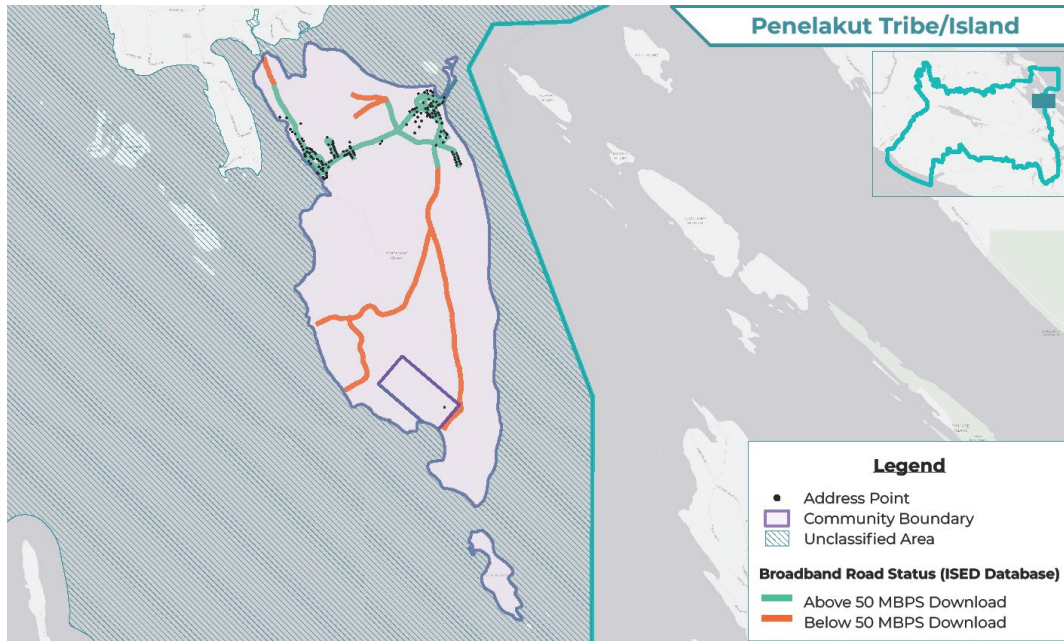 Penelakut Tribe/Island
Legend
Address Point
Community Boundary
Unclassified Area
Broadband Road Status (ISED Database)
Above 50 MBPS Download
Below 50 MBPS Download